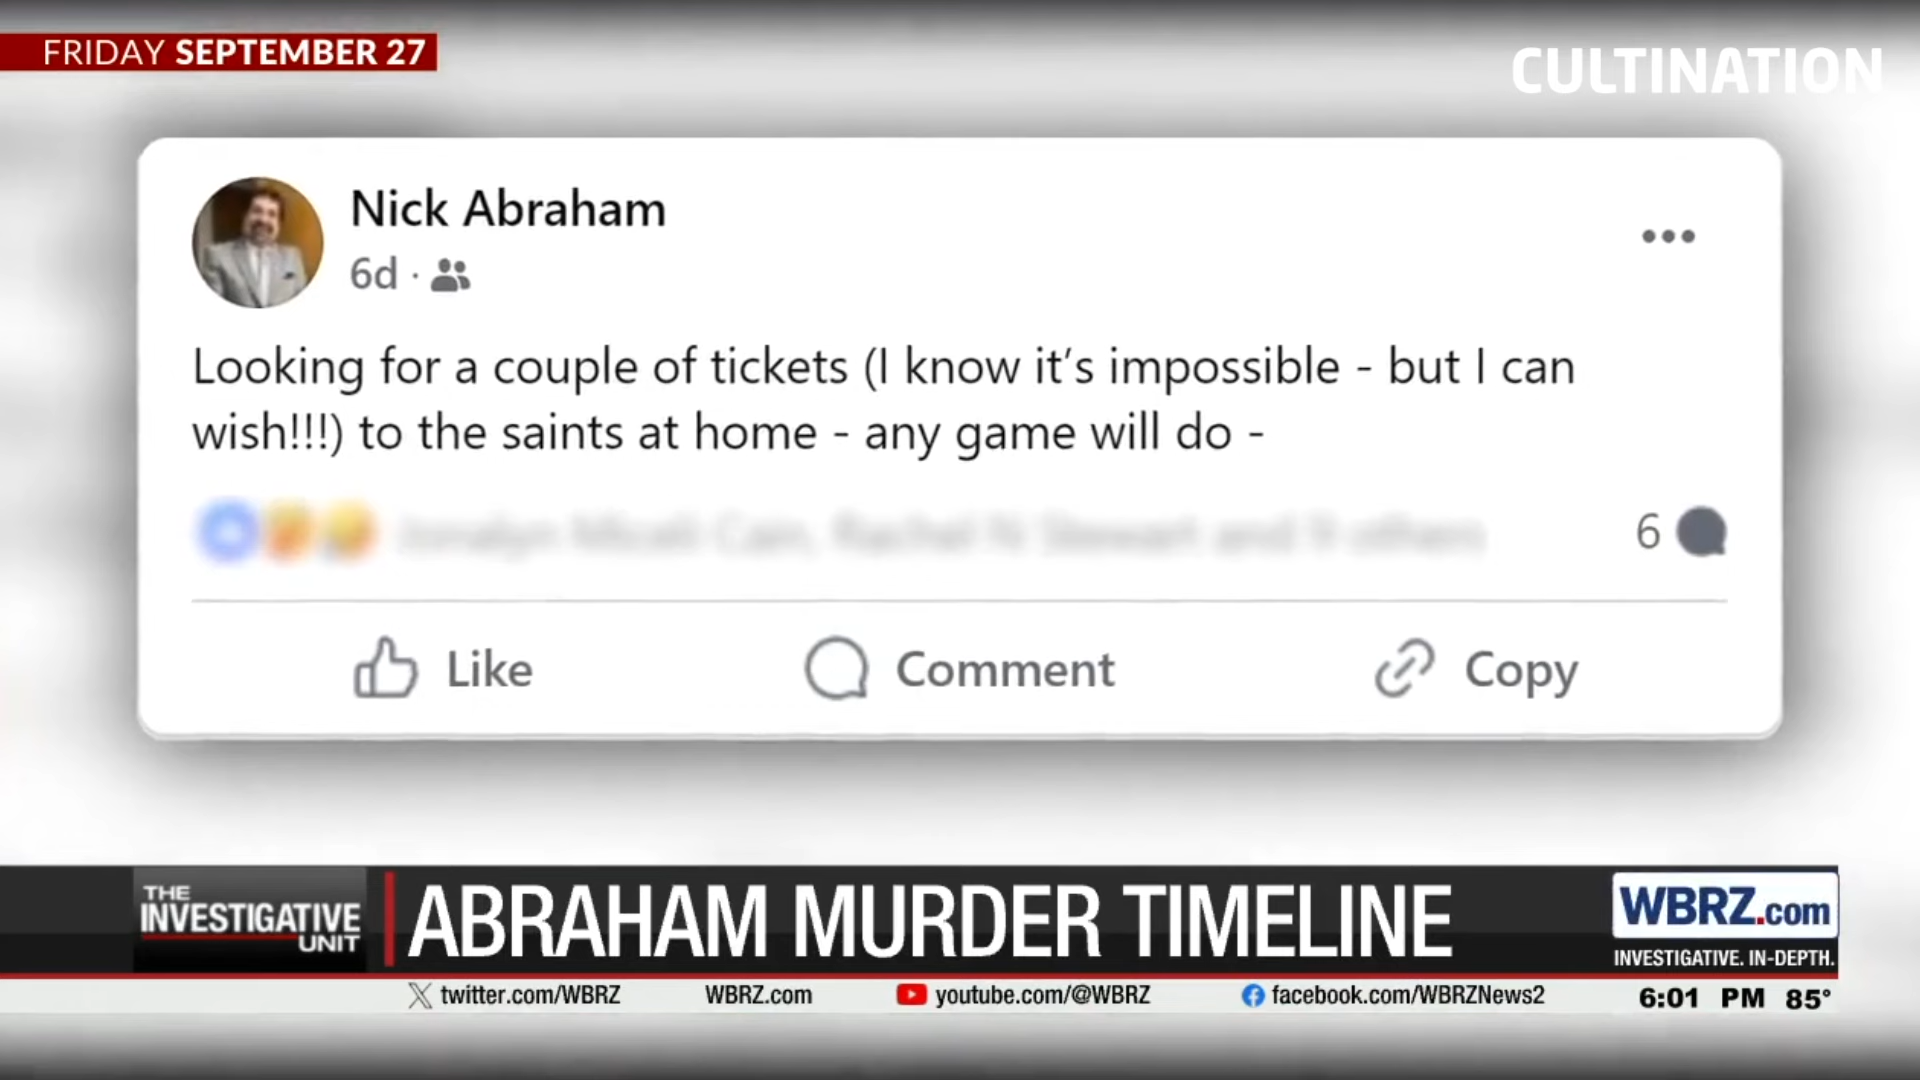 FRIDAY SEPTEMBER 27
CULTINATION
Nick Abraham
6d ·
Looking for a couple of tickets (I know it's impossible - but I can
wish!!!) to the saints at home - any game will do -
and 9 others
6
Like
Comment
Copy
THE
INVESTIGATIVE
UNIT
ABRAHAM MURDER TIMELINE
WBRZ.com
INVESTIGATIVE. IN-DEPTH.
twitter.com/WBRZ
WBRZ.com
youtube.com/@WBRZ
facebook.com/WBRZNews2
6:01 PM 85°